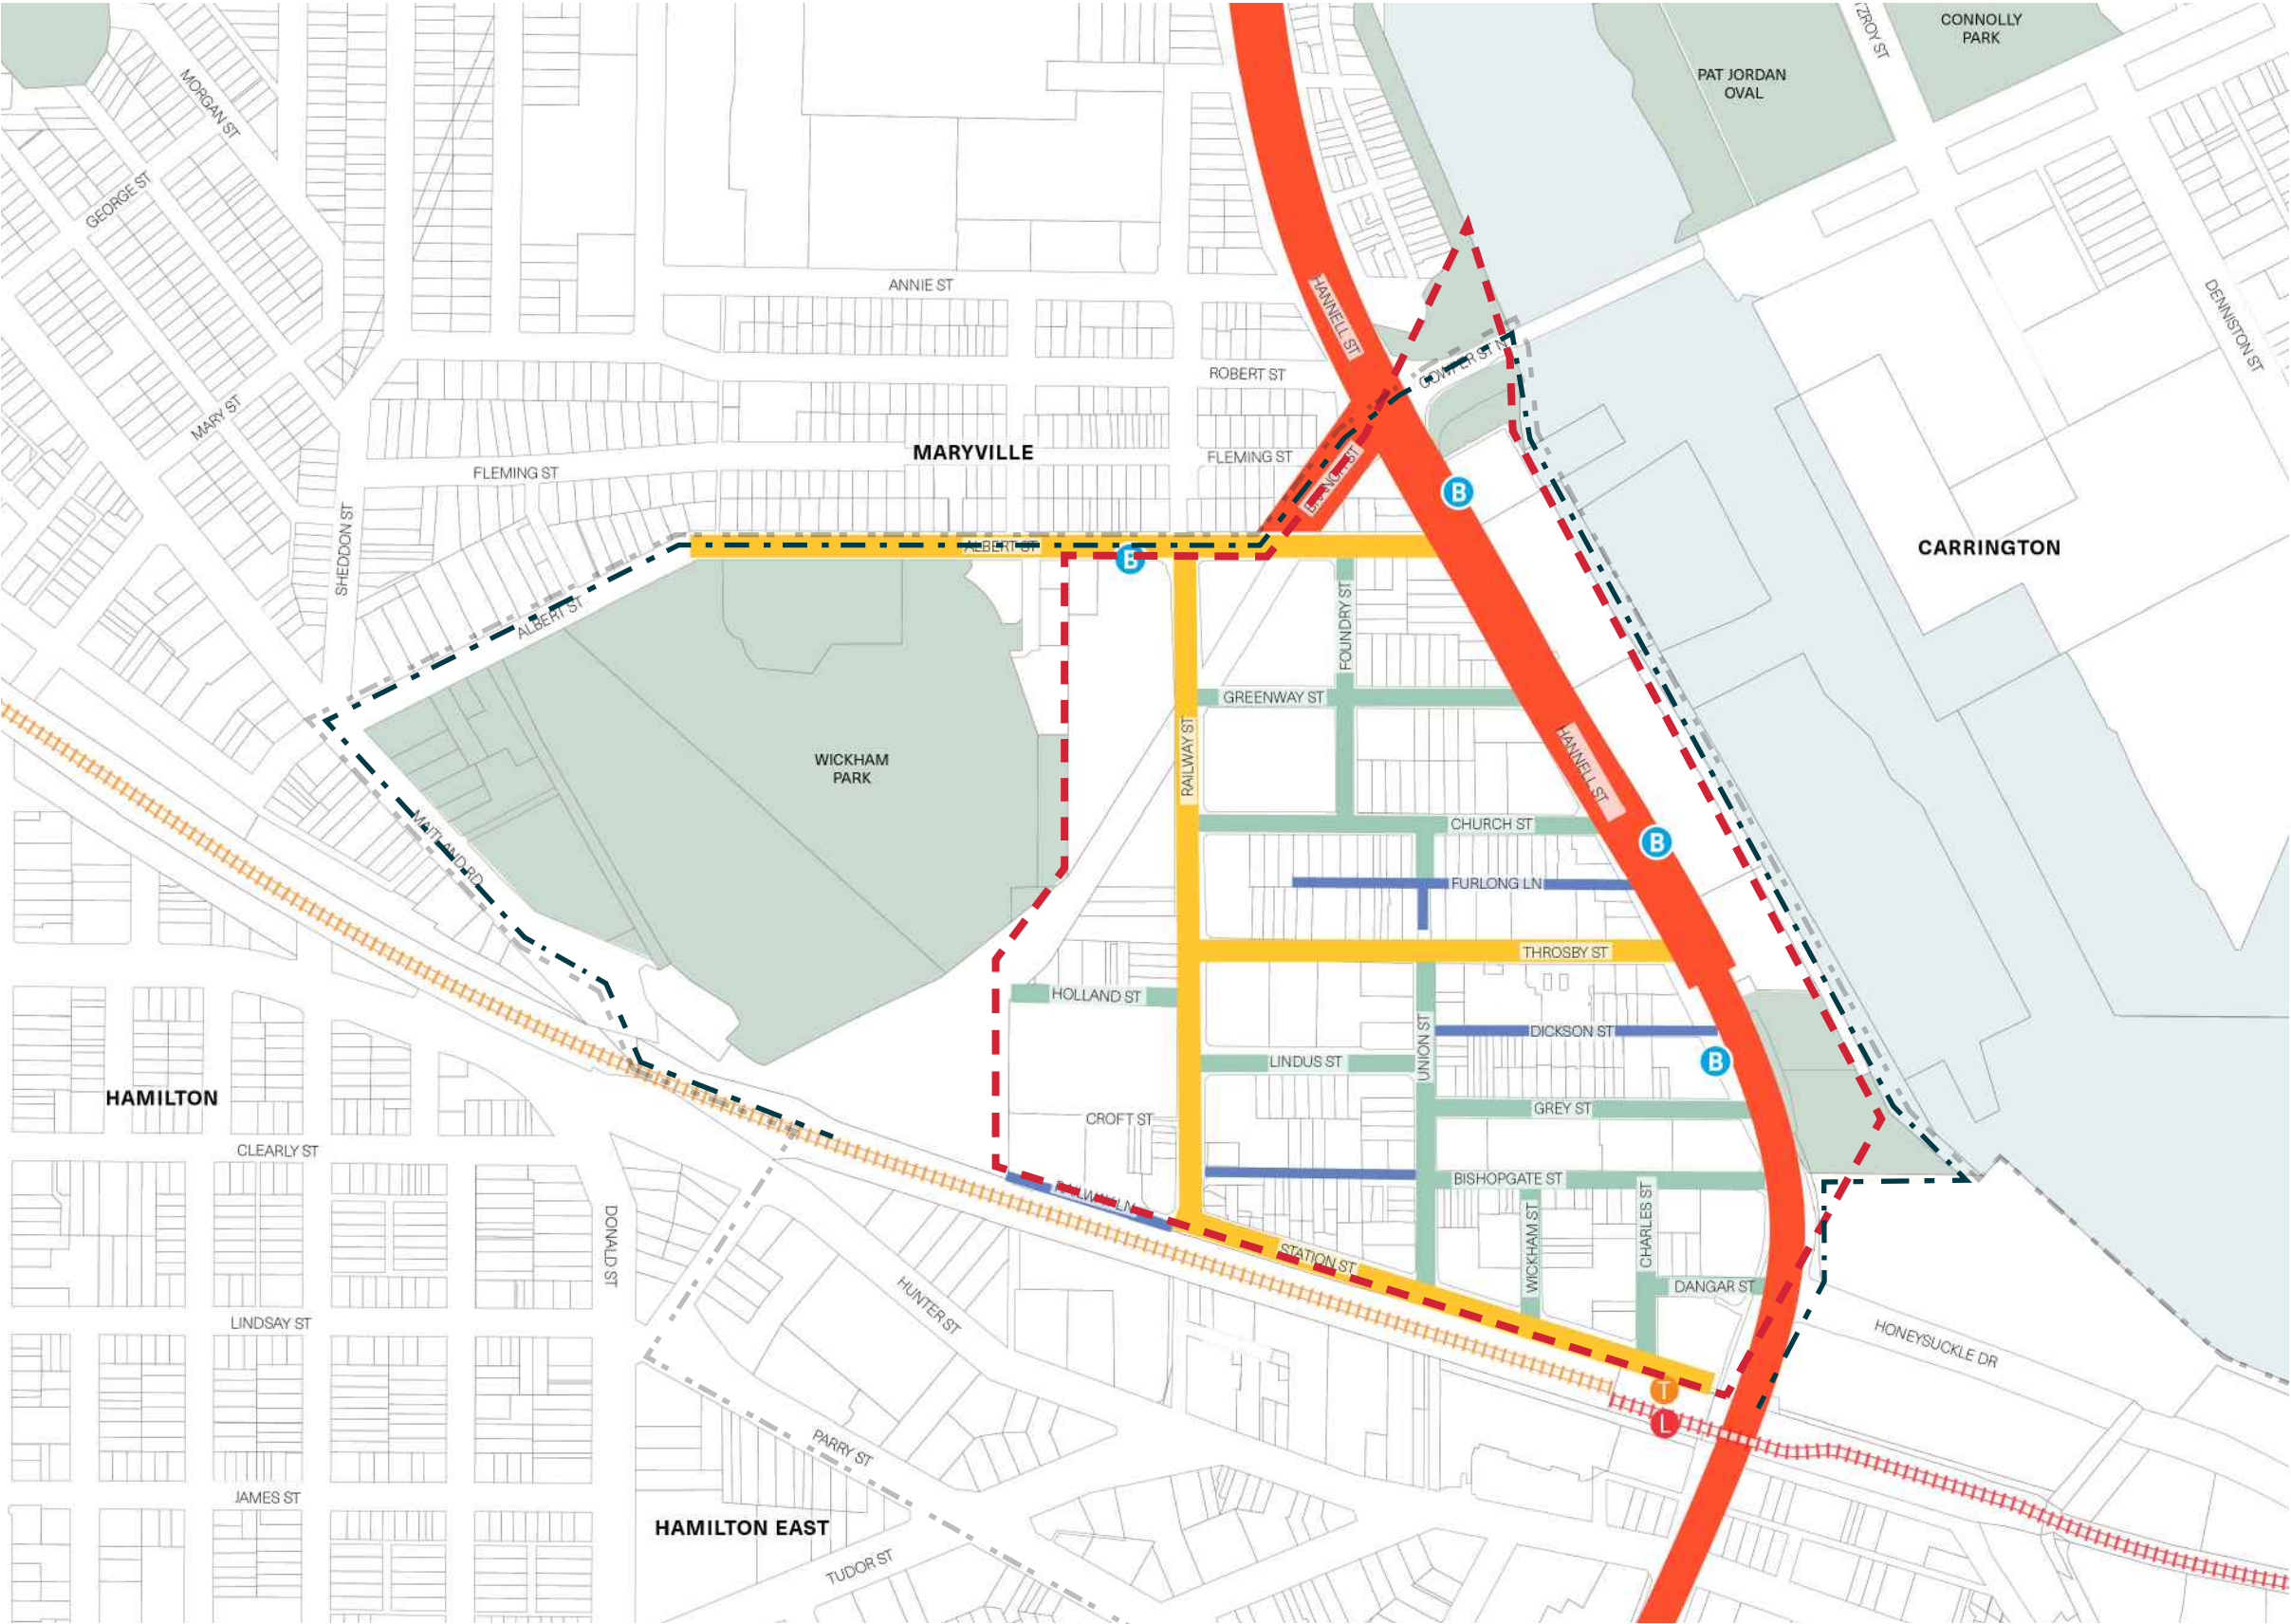 CONNOLLY
PARK
PAT JORDAN
OVAL
MORGAN ST
GEORGE ST
ANNIE ST
HANNELL ST
DENNISTON ST
COWPER ST N
ROBERT ST
MARY ST
MARYVILLE
FLEMING ST
FLEMING ST
B
SHEDDON ST
ALBERT ST
B
CARRINGTON
ALBERT ST
FOUNDRY ST
GREENWAY ST
RAILWAY ST
WICKHAM
PARK
HANNELL ST
MAITLAND RD
CHURCH ST
B
FURLONG LN
THROSBY ST
HOLLAND ST
UNION ST
DICKSON ST
LINDUS ST
B
HAMILTON
GREY ST
CROFT ST
CLEARLY ST
BISHOPGATE ST
RAILWAY LN
DONALD ST
WICKHAM ST
CHARLES ST
STATION ST
DANGAR ST
HUNTER ST
LINDSAY ST
HONEYSUCKLE DR
T
L
PARRY ST
JAMES ST
HAMILTON EAST
TUDOR ST